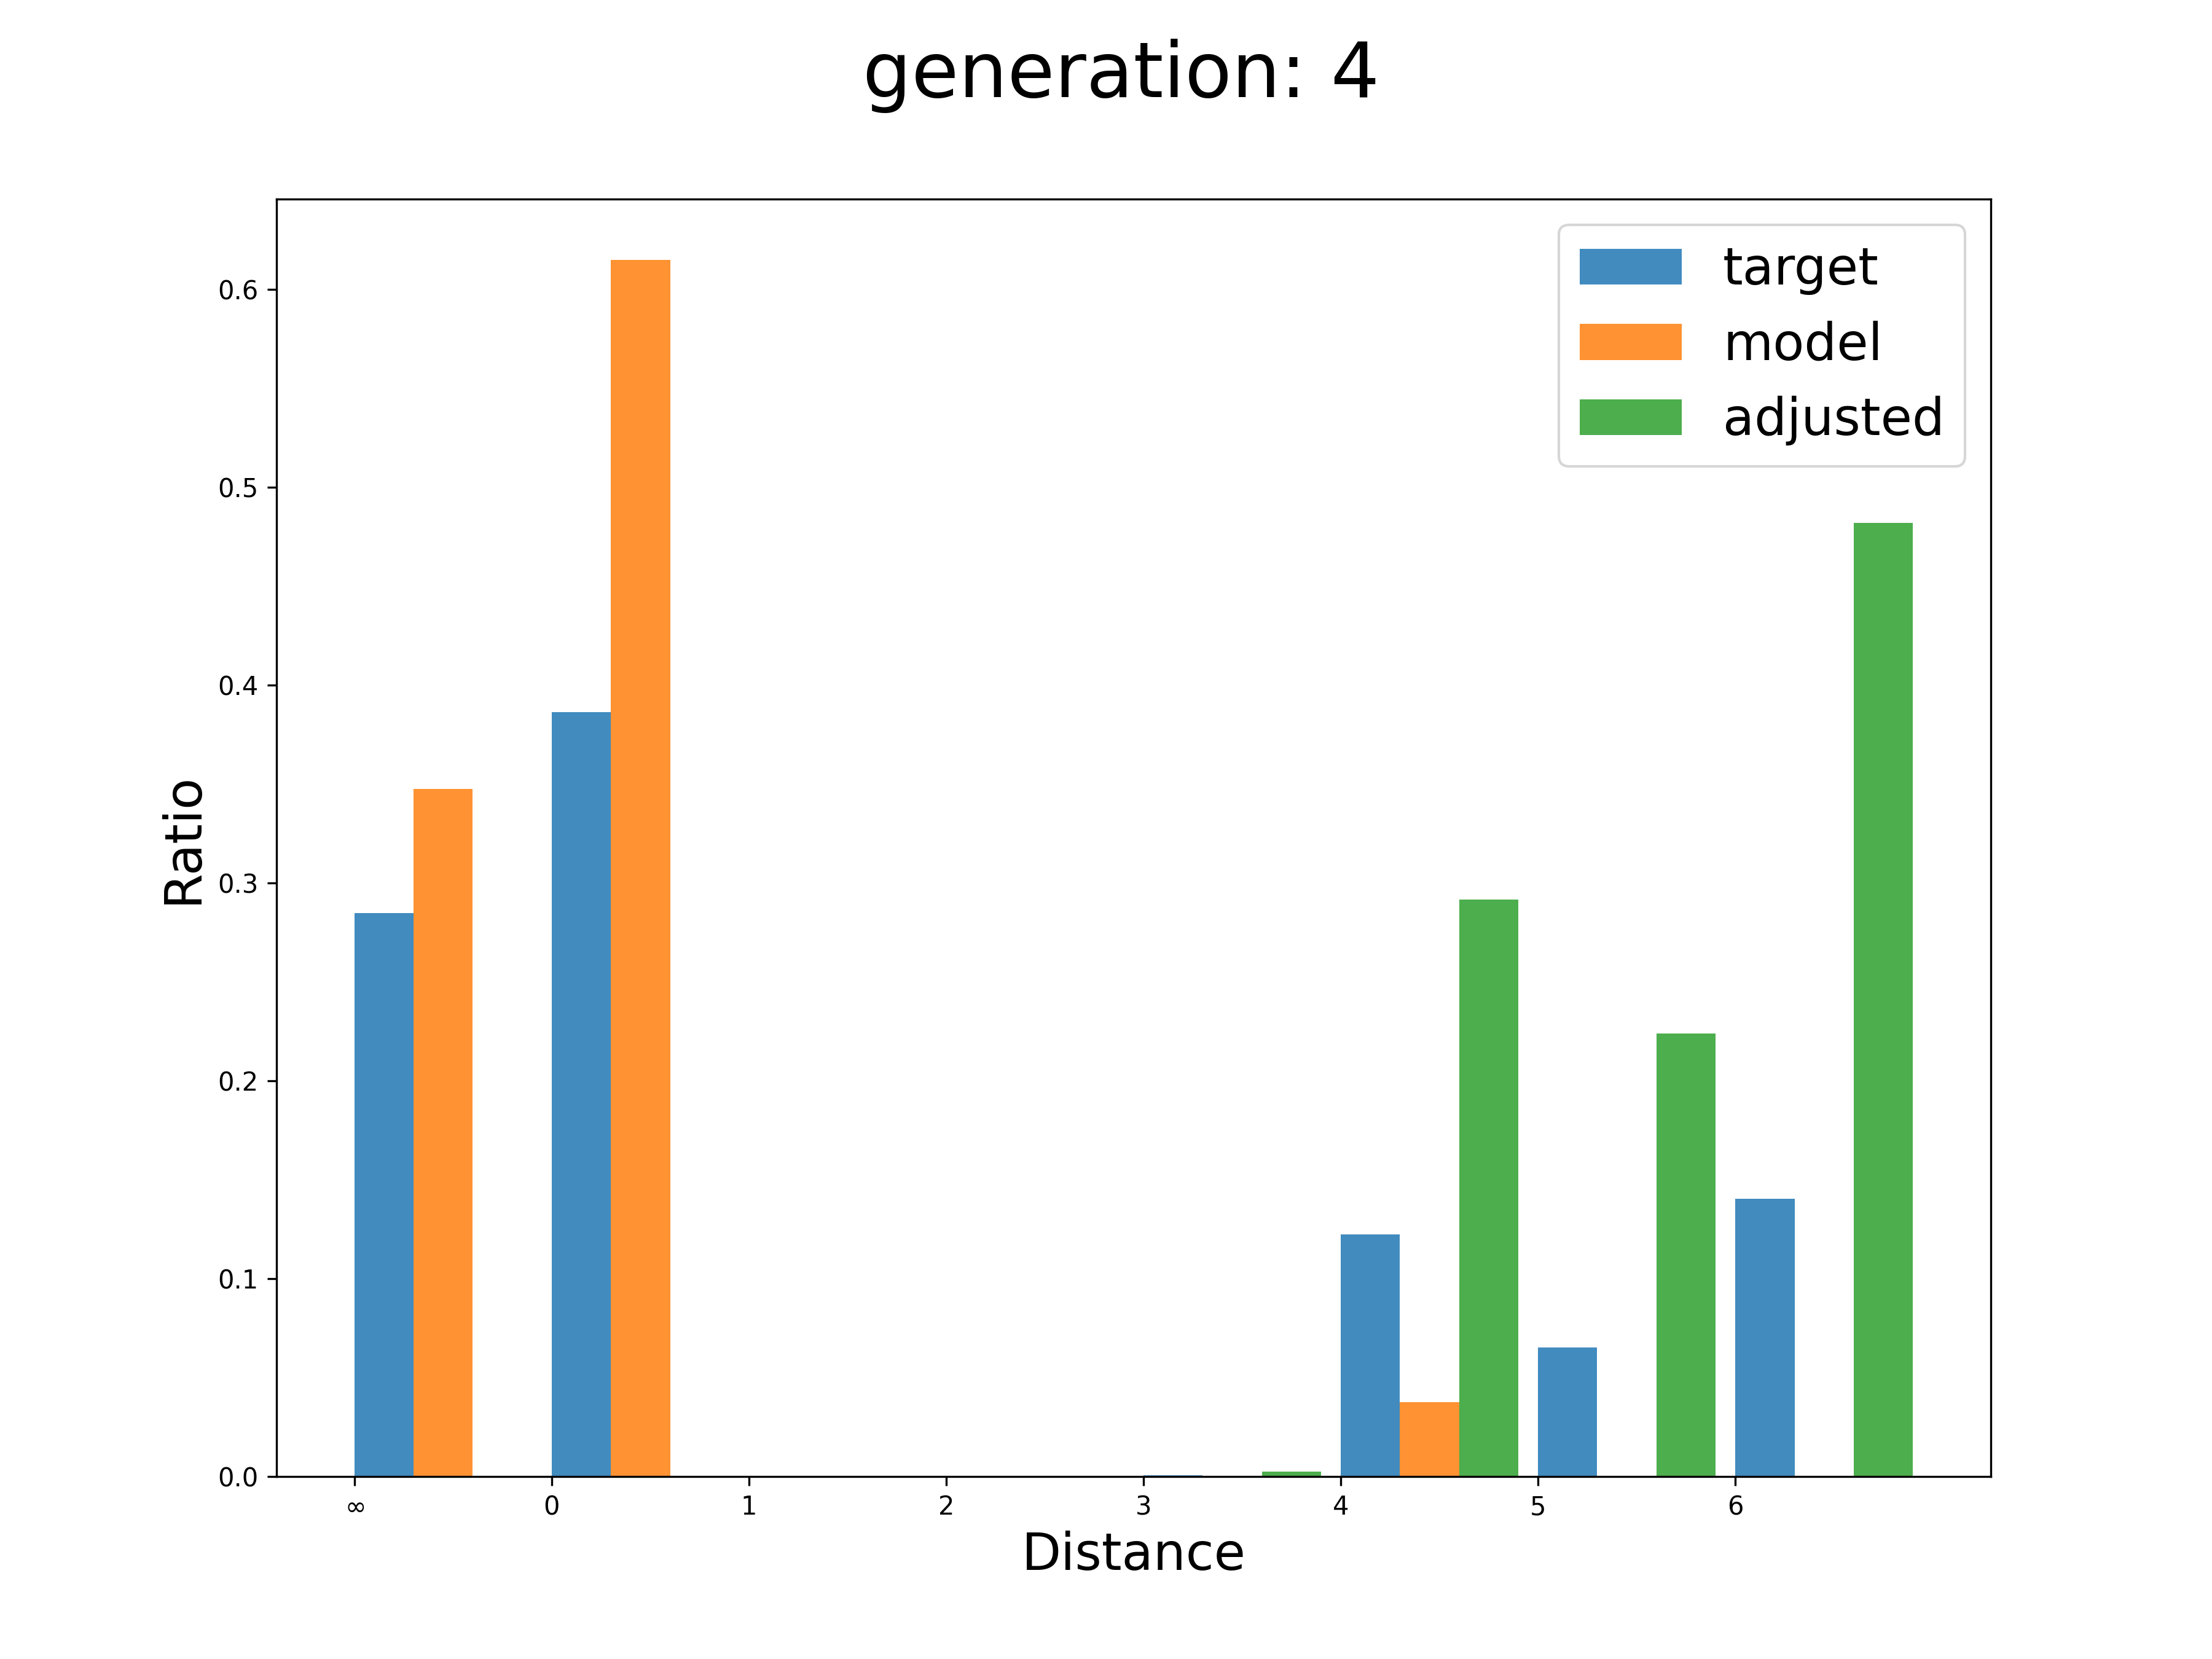 generation: 4
target
model
adjusted
Ratio
0.6
0.5
0.4
0.3
0.2
0.1
0.0
∞ 0 1 2 3 4 5 6
Distance